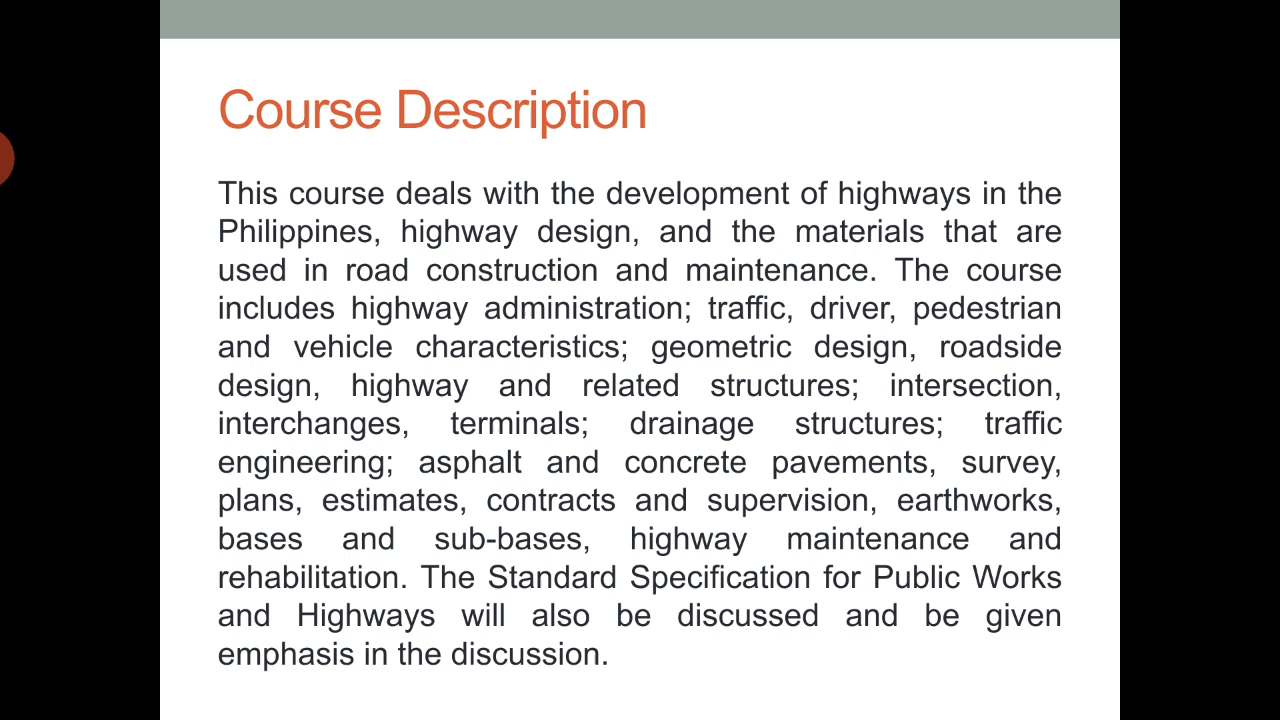 Course Description
This course deals with the development of highways in the
Philippines, highway design, and the materials that are
used in road construction and maintenance. The course
includes highway administration; traffic, driver, pedestrian
and vehicle characteristics; geometric design, roadside
design, highway and related structures; intersection,
interchanges, terminals; drainage structures; traffic
engineering; asphalt and concrete pavements, survey,
plans, estimates, contracts and supervision, earthworks,
bases and sub-bases, highway maintenance and
rehabilitation. The Standard Specification for Public Works
and Highways will also be discussed and be given
emphasis in the discussion.